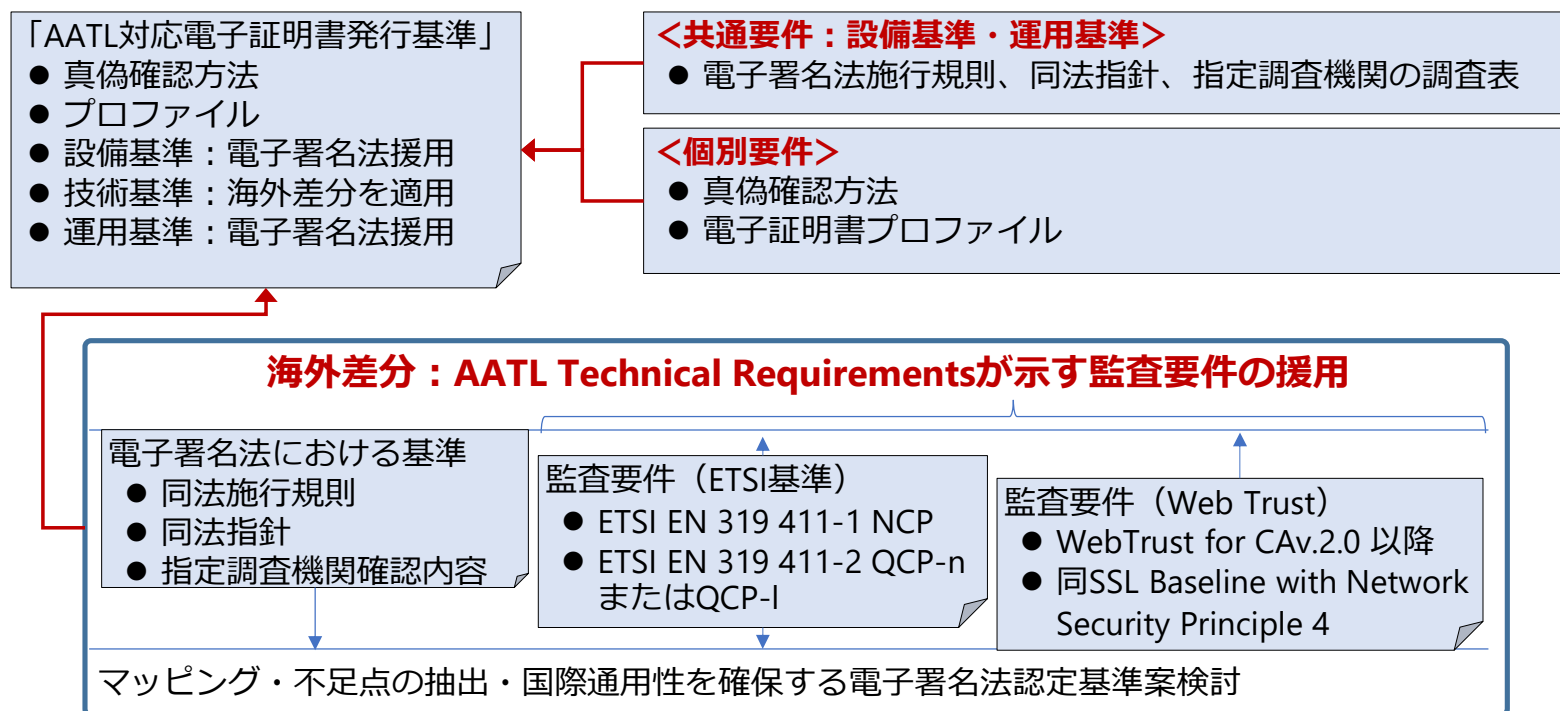 「AATL対応電子証明書発行基準」
● 真偽確認方法
● プロファイル
● 設備基準：電子署名法援用
● 技術基準：海外差分を適用
● 運用基準：電子署名法援用
＜共通要件：設備基準・運用基準＞
● 電子署名法施行規則、同法指針、指定調査機関の調査表
＜個別要件＞
● 真偽確認方法
● 電子証明書プロファイル
海外差分：AATL Technical Requirementsが示す監査要件の援用
電子署名法における基準
● 同法施行規則
● 同法指針
● 指定調査機関確認内容
監査要件（ETSI基準）
● ETSI EN 319 411-1 NCP
● ETSI EN 319 411-2 QCP-n
またはQCP-l
監査要件（Web Trust）
● WebTrust for CAv.2.0 以降
● 同SSL Baseline with Network
Security Principle 4
マッピング・不足点の抽出・国際通用性を確保する電子署名法認定基準案検討